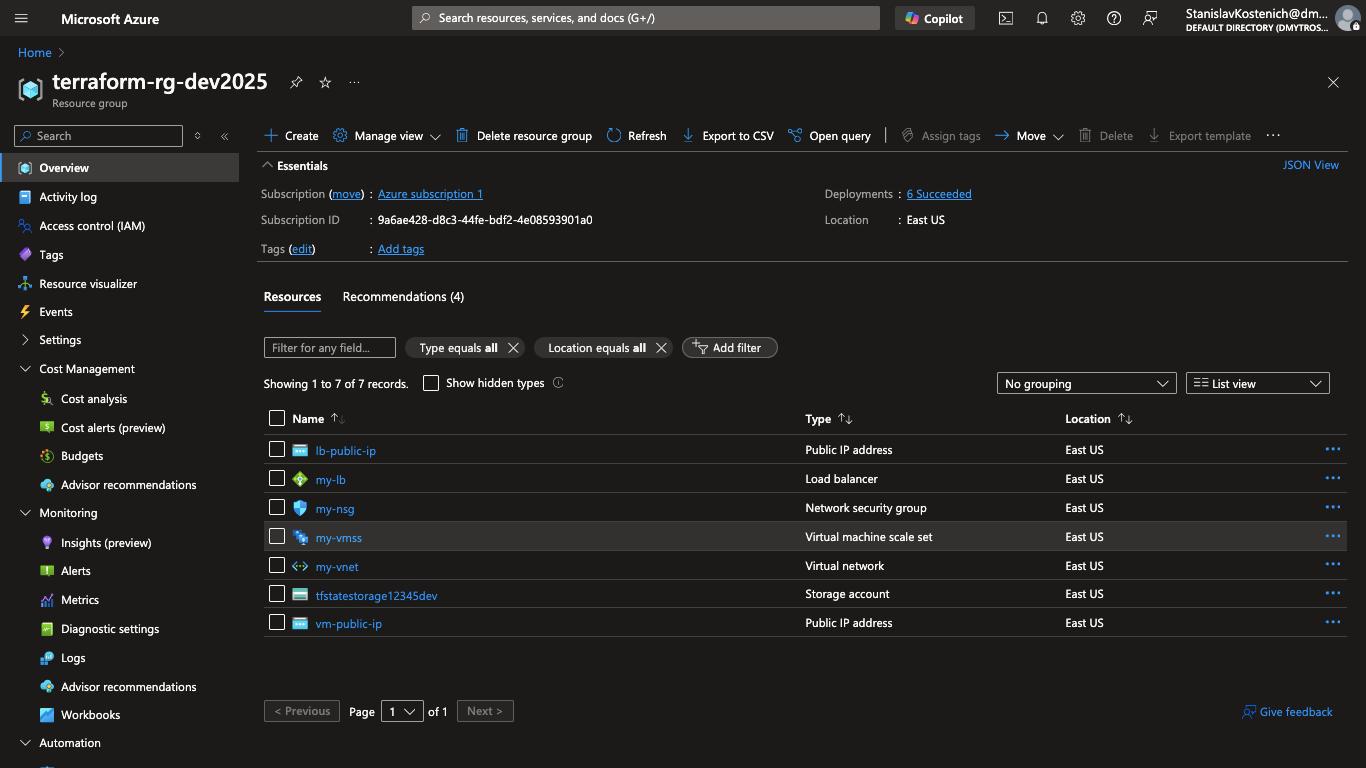 Microsoft Azure
Search resources, services, and docs (G+/)
Copilot
StanislavKostenich@dm...
DEFAULT DIRECTORY (DMYTROS...
Home >
terraform-rg-dev2025
Resource group
Search
Create
Manage view
Delete resource group
Refresh
Export to CSV
Open query
Assign tags
Move
Delete
Export template
Overview
Activity log
Access control (IAM)
Tags
Resource visualizer
Events
Settings
Cost Management
Cost analysis
Cost alerts (preview)
Budgets
Advisor recommendations
Monitoring
Insights (preview)
Alerts
Metrics
Diagnostic settings
Logs
Advisor recommendations
Workbooks
Automation
Essentials
JSON View
Subscription (move) : Azure subscription 1
Deployments : 6 Succeeded
Subscription ID : 9a6ae428-d8c3-44fe-bdf2-4e08593901a0
Location : East US
Tags (edit) : Add tags
Resources Recommendations (4)
Filter for any field...
Type equals all
Location equals all
Add filter
Showing 1 to 7 of 7 records.
Show hidden types
No grouping
List view
Name Type Location
lb-public-ip Public IP address East US
my-lb Load balancer East US
my-nsg Network security group East US
my-vmss Virtual machine scale set East US
my-vnet Virtual network East US
tfstatestorage12345dev Storage account East US
vm-public-ip Public IP address East US
< Previous Page 1 of 1 Next >
Give feedback